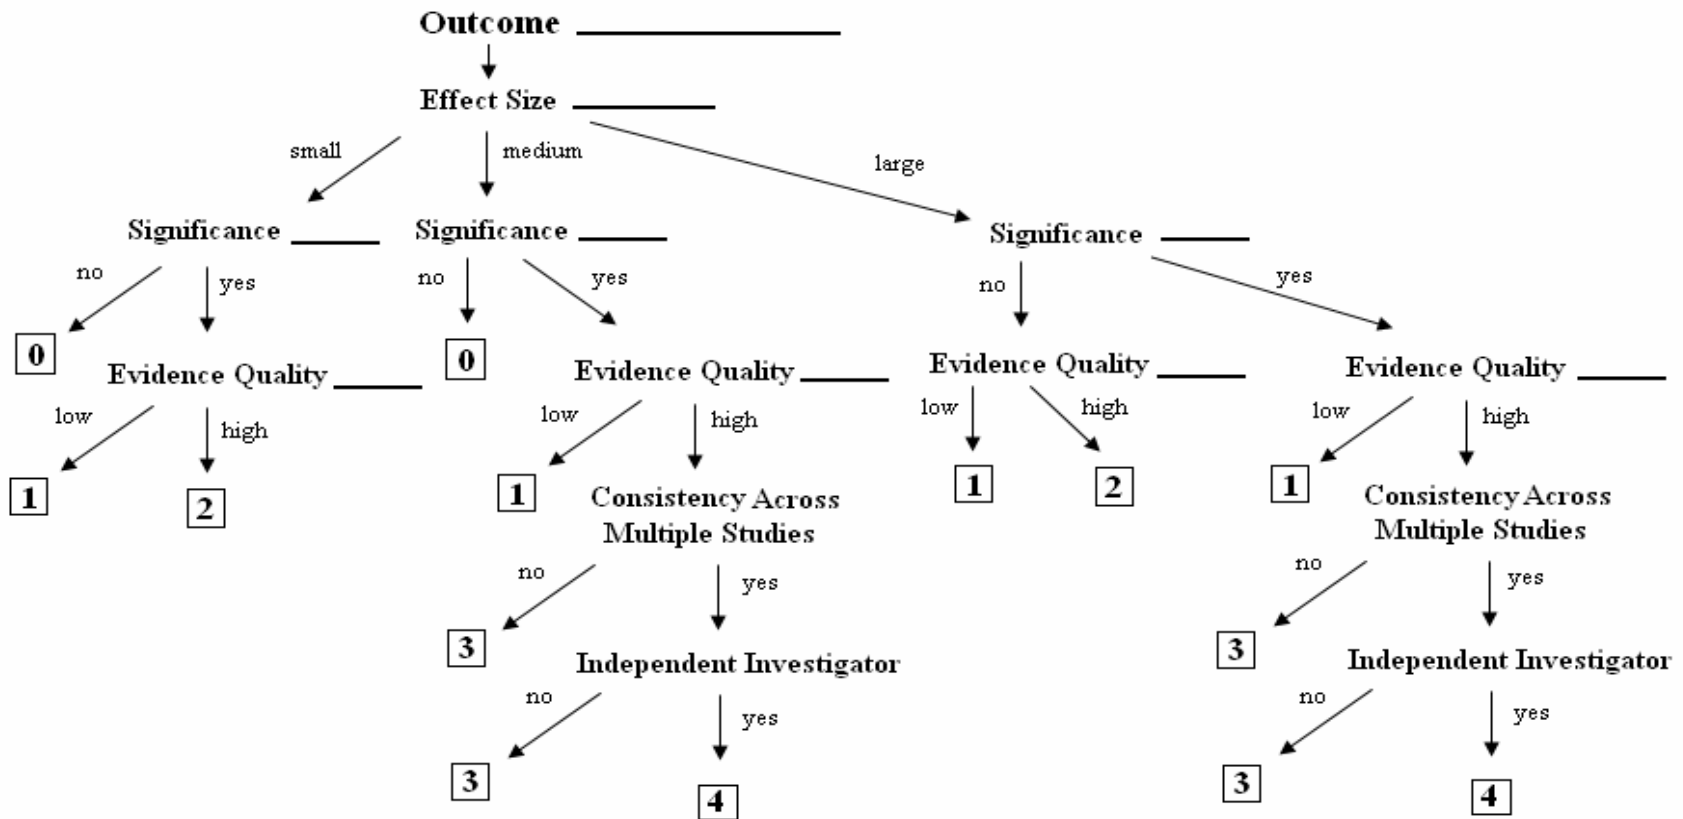 Outcome
Effect Size
small
medium
large
Significance
Significance
Significance
no
yes
no
yes
no
yes
0
0
Evidence Quality
Evidence Quality
Evidence Quality
Evidence Quality
low
high
low
high
low
high
low
high
1
2
1
1
2
1
Consistency Across
Multiple Studies
Consistency Across
Multiple Studies
no
yes
no
yes
3
3
Independent Investigator
Independent Investigator
no
yes
no
yes
3
4
3
4